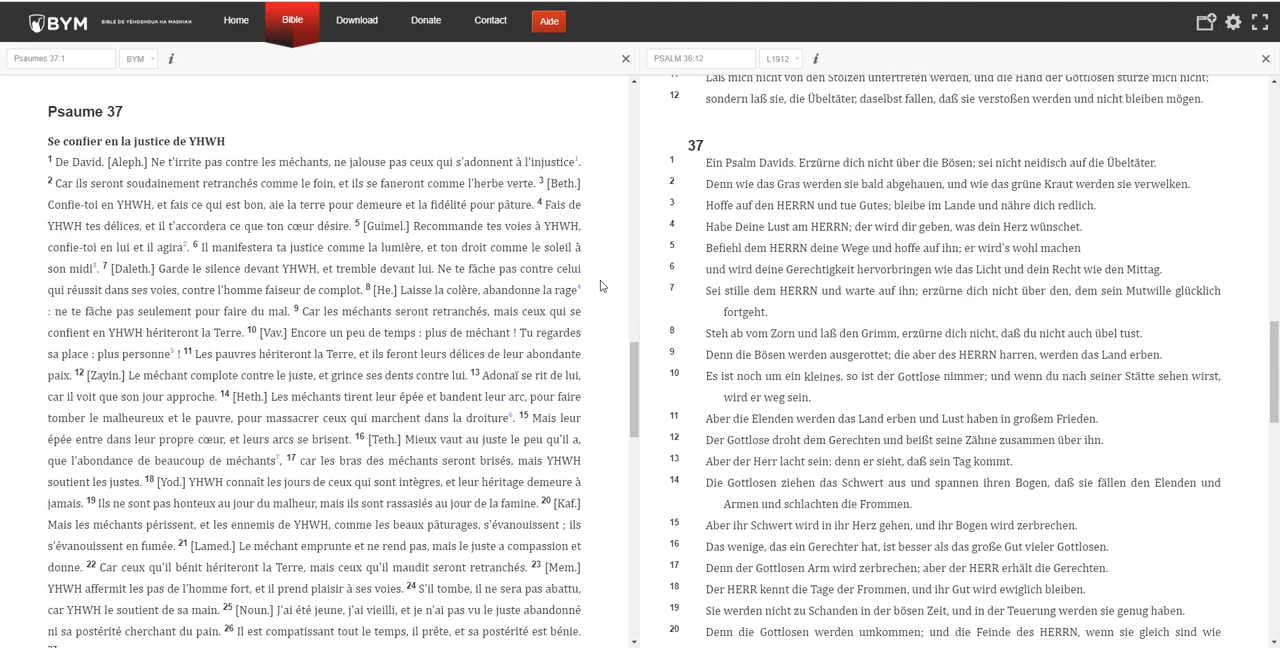 BYM BIBLE DE YÉHOSHOUA HA MASHIAH Home Bible Download Donate Contact Aide
Psaumes 37:1 BYM i
Psaume 37
Se confier en la justice de YHWH
1 De David. [Aleph.] Ne t'irrite pas contre les méchants, ne jalouse pas ceux qui s'adonnent à l'injustice1.
2 Car ils seront soudainement retranchés comme le foin, et ils se faneront comme l'herbe verte. 3 [Beth.]
Confie-toi en YHWH, et fais ce qui est bon, aie la terre pour demeure et la fidélité pour pâture. 4 Fais de
YHWH tes délices, et il t'accordera ce que ton cœur désire. 5 [Guimel.] Recommande tes voies à YHWH,
confie-toi en lui et il agira2. 6 Il manifestera ta justice comme la lumière, et ton droit comme le soleil à
son midi3. 7 [Daleth.] Garde le silence devant YHWH, et tremble devant lui. Ne te fâche pas contre celui
qui réussit dans ses voies, contre l'homme faiseur de complot. 8 [He.] Laisse la colère, abandonne la rage4
: ne te fâche pas seulement pour faire du mal. 9 Car les méchants seront retranchés, mais ceux qui se
confient en YHWH hériteront la Terre. 10 [Vav.] Encore un peu de temps : plus de méchant ! Tu regardes
sa place : plus personne5 ! 11 Les pauvres hériteront la Terre, et ils feront leurs délices de leur abondante
paix. 12 [Zayin.] Le méchant complote contre le juste, et grince ses dents contre lui. 13 Adonaï se rit de lui,
car il voit que son jour approche. 14 [Heth.] Les méchants tirent leur épée et bandent leur arc, pour faire
tomber le malheureux et le pauvre, pour massacrer ceux qui marchent dans la droiture6. 15 Mais leur
épée entre dans leur propre cœur, et leurs arcs se brisent. 16 [Teth.] Mieux vaut au juste le peu qu'il a,
que l'abondance de beaucoup de méchants7, 17 car les bras des méchants seront brisés, mais YHWH
soutient les justes. 18 [Yod.] YHWH connaît les jours de ceux qui sont intègres, et leur héritage demeure à
jamais. 19 Ils ne sont pas honteux au jour du malheur, mais ils sont rassasiés au jour de la famine. 20 [Kaf.]
Mais les méchants périssent, et les ennemis de YHWH, comme les beaux pâturages, s'évanouissent ; ils
s'évanouissent en fumée. 21 [Lamed.] Le méchant emprunte et ne rend pas, mais le juste a compassion et
donne. 22 Car ceux qu'il bénit hériteront la Terre, mais ceux qu'il maudit seront retranchés. 23 [Mem.]
YHWH affermit les pas de l'homme fort, et il prend plaisir à ses voies. 24 S'il tombe, il ne sera pas abattu,
car YHWH le soutient de sa main. 25 [Noun.] J'ai été jeune, j'ai vieilli, et je n'ai pas vu le juste abandonné
ni sa postérité cherchant du pain. 26 Il est compatissant tout le temps, il prête, et sa postérité est bénie.
PSALM 36:12 L1912 i
Laß mich nicht von den Stolzen untertreten werden, und die Hand der Gottlosen stürze mich nicht;
12 sondern laß sie, die Übeltäter, daselbst fallen, daß sie verstoßen werden und nicht bleiben mögen.
37
1 Ein Psalm Davids. Erzürne dich nicht über die Bösen; sei nicht neidisch auf die Übeltäter.
2 Denn wie das Gras werden sie bald abgehauen, und wie das grüne Kraut werden sie verwelken.
3 Hoffe auf den HERRN und tue Gutes; bleibe im Lande und nähre dich redlich.
4 Habe Deine Lust am HERRN; der wird dir geben, was dein Herz wünschet.
5 Befiehl dem HERRN deine Wege und hoffe auf ihn; er wird's wohl machen
6 und wird deine Gerechtigkeit hervorbringen wie das Licht und dein Recht wie den Mittag.
7 Sei stille dem HERRN und warte auf ihn; erzürne dich nicht über den, dem sein Mutwille glücklich
fortgeht.
8 Steh ab vom Zorn und laß den Grimm, erzürne dich nicht, daß du nicht auch übel tust.
9 Denn die Bösen werden ausgerottet; die aber des HERRN harren, werden das Land erben.
10 Es ist noch um ein kleines, so ist der Gottlose nimmer; und wenn du nach seiner Stätte sehen wirst,
wird er weg sein.
11 Aber die Elenden werden das Land erben und Lust haben in großem Frieden.
12 Der Gottlose droht dem Gerechten und beißt seine Zähne zusammen über ihn.
13 Aber der Herr lacht sein; denn er sieht, daß sein Tag kommt.
14 Die Gottlosen ziehen das Schwert aus und spannen ihren Bogen, daß sie fällen den Elenden und
Armen und schlachten die Frommen.
15 Aber ihr Schwert wird in ihr Herz gehen, und ihr Bogen wird zerbrechen.
16 Das wenige, das ein Gerechter hat, ist besser als das große Gut vieler Gottlosen.
17 Denn der Gottlosen Arm wird zerbrechen; aber der HERR erhält die Gerechten.
18 Der HERR kennt die Tage der Frommen, und ihr Gut wird ewiglich bleiben.
19 Sie werden nicht zu Schanden in der bösen Zeit, und in der Teuerung werden sie genug haben.
20 Denn die Gottlosen werden umkommen; und die Feinde des HERRN, wenn sie gleich sind wie